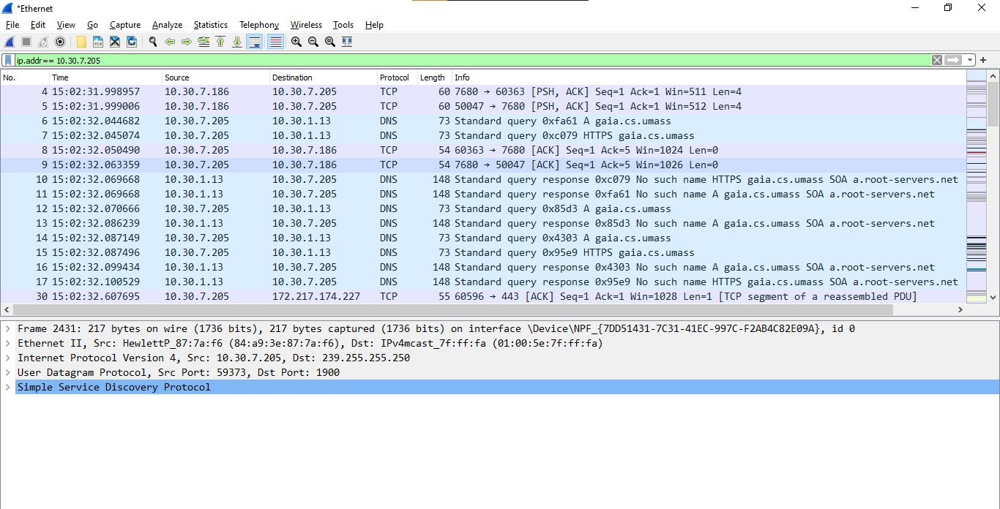 *Ethernet
File Edit View Go Capture Analyze Statistics Telephony Wireless Tools Help
ip.addr== 10.30.7.205
No. Time Source Destination Protocol Length Info
4 15:02:31.998957 10.30.7.186 10.30.7.205 TCP 60 7680 → 60363 [PSH, ACK] Seq=1 Ack=1 Win=511 Len=4
5 15:02:31.999006 10.30.7.186 10.30.7.205 TCP 60 50047 → 7680 [PSH, ACK] Seq=1 Ack=1 Win=512 Len=4
6 15:02:32.044682 10.30.7.205 10.30.1.13 DNS 73 Standard query 0xfa61 A gaia.cs.umass
7 15:02:32.045074 10.30.7.205 10.30.1.13 DNS 73 Standard query 0xc079 HTTPS gaia.cs.umass
8 15:02:32.050490 10.30.7.205 10.30.7.186 TCP 54 60363 → 7680 [ACK] Seq=1 Ack=5 Win=1024 Len=0
9 15:02:32.063359 10.30.7.205 10.30.7.186 TCP 54 7680 → 50047 [ACK] Seq=1 Ack=5 Win=1026 Len=0
10 15:02:32.069668 10.30.1.13 10.30.7.205 DNS 148 Standard query response 0xc079 No such name HTTPS gaia.cs.umass SOA a.root-servers.net
11 15:02:32.069668 10.30.1.13 10.30.7.205 DNS 148 Standard query response 0xfa61 No such name A gaia.cs.umass SOA a.root-servers.net
12 15:02:32.070666 10.30.7.205 10.30.1.13 DNS 73 Standard query 0x85d3 A gaia.cs.umass
13 15:02:32.086239 10.30.1.13 10.30.7.205 DNS 148 Standard query response 0x85d3 No such name A gaia.cs.umass SOA a.root-servers.net
14 15:02:32.087149 10.30.7.205 10.30.1.13 DNS 73 Standard query 0x4303 A gaia.cs.umass
15 15:02:32.087496 10.30.7.205 10.30.1.13 DNS 73 Standard query 0x95e9 HTTPS gaia.cs.umass
16 15:02:32.099434 10.30.1.13 10.30.7.205 DNS 148 Standard query response 0x4303 No such name A gaia.cs.umass SOA a.root-servers.net
17 15:02:32.100529 10.30.1.13 10.30.7.205 DNS 148 Standard query response 0x95e9 No such name HTTPS gaia.cs.umass SOA a.root-servers.net
30 15:02:32.607695 10.30.7.205 172.217.174.227 TCP 55 60596 → 443 [ACK] Seq=1 Ack=1 Win=1028 Len=1 [TCP segment of a reassembled PDU]
Frame 2431: 217 bytes on wire (1736 bits), 217 bytes captured (1736 bits) on interface \Device\NPF_{7DD51431-7C31-41EC-997C-F2AB4C82E09A}, id 0
Ethernet II, Src: HewlettP_87:7a:f6 (84:a9:3e:87:7a:f6), Dst: IPv4mcast_7f:ff:fa (01:00:5e:7f:ff:fa)
Internet Protocol Version 4, Src: 10.30.7.205, Dst: 239.255.255.250
User Datagram Protocol, Src Port: 59373, Dst Port: 1900
Simple Service Discovery Protocol